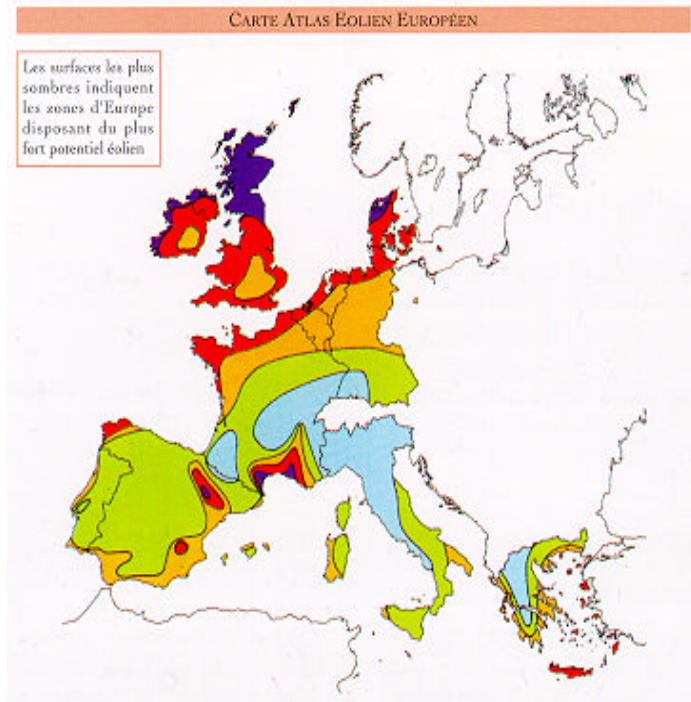 CARTE ATLAS EOLIEN EUROPÉEN
Les surfaces les plus
sombres indiquent
les zones d'Europe
disposant du plus
fort potentiel éolien